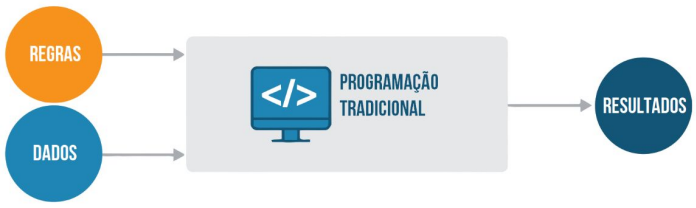 REGRAS
DADOS
</>
PROGRAMAÇÃO
TRADICIONAL
RESULTADOS